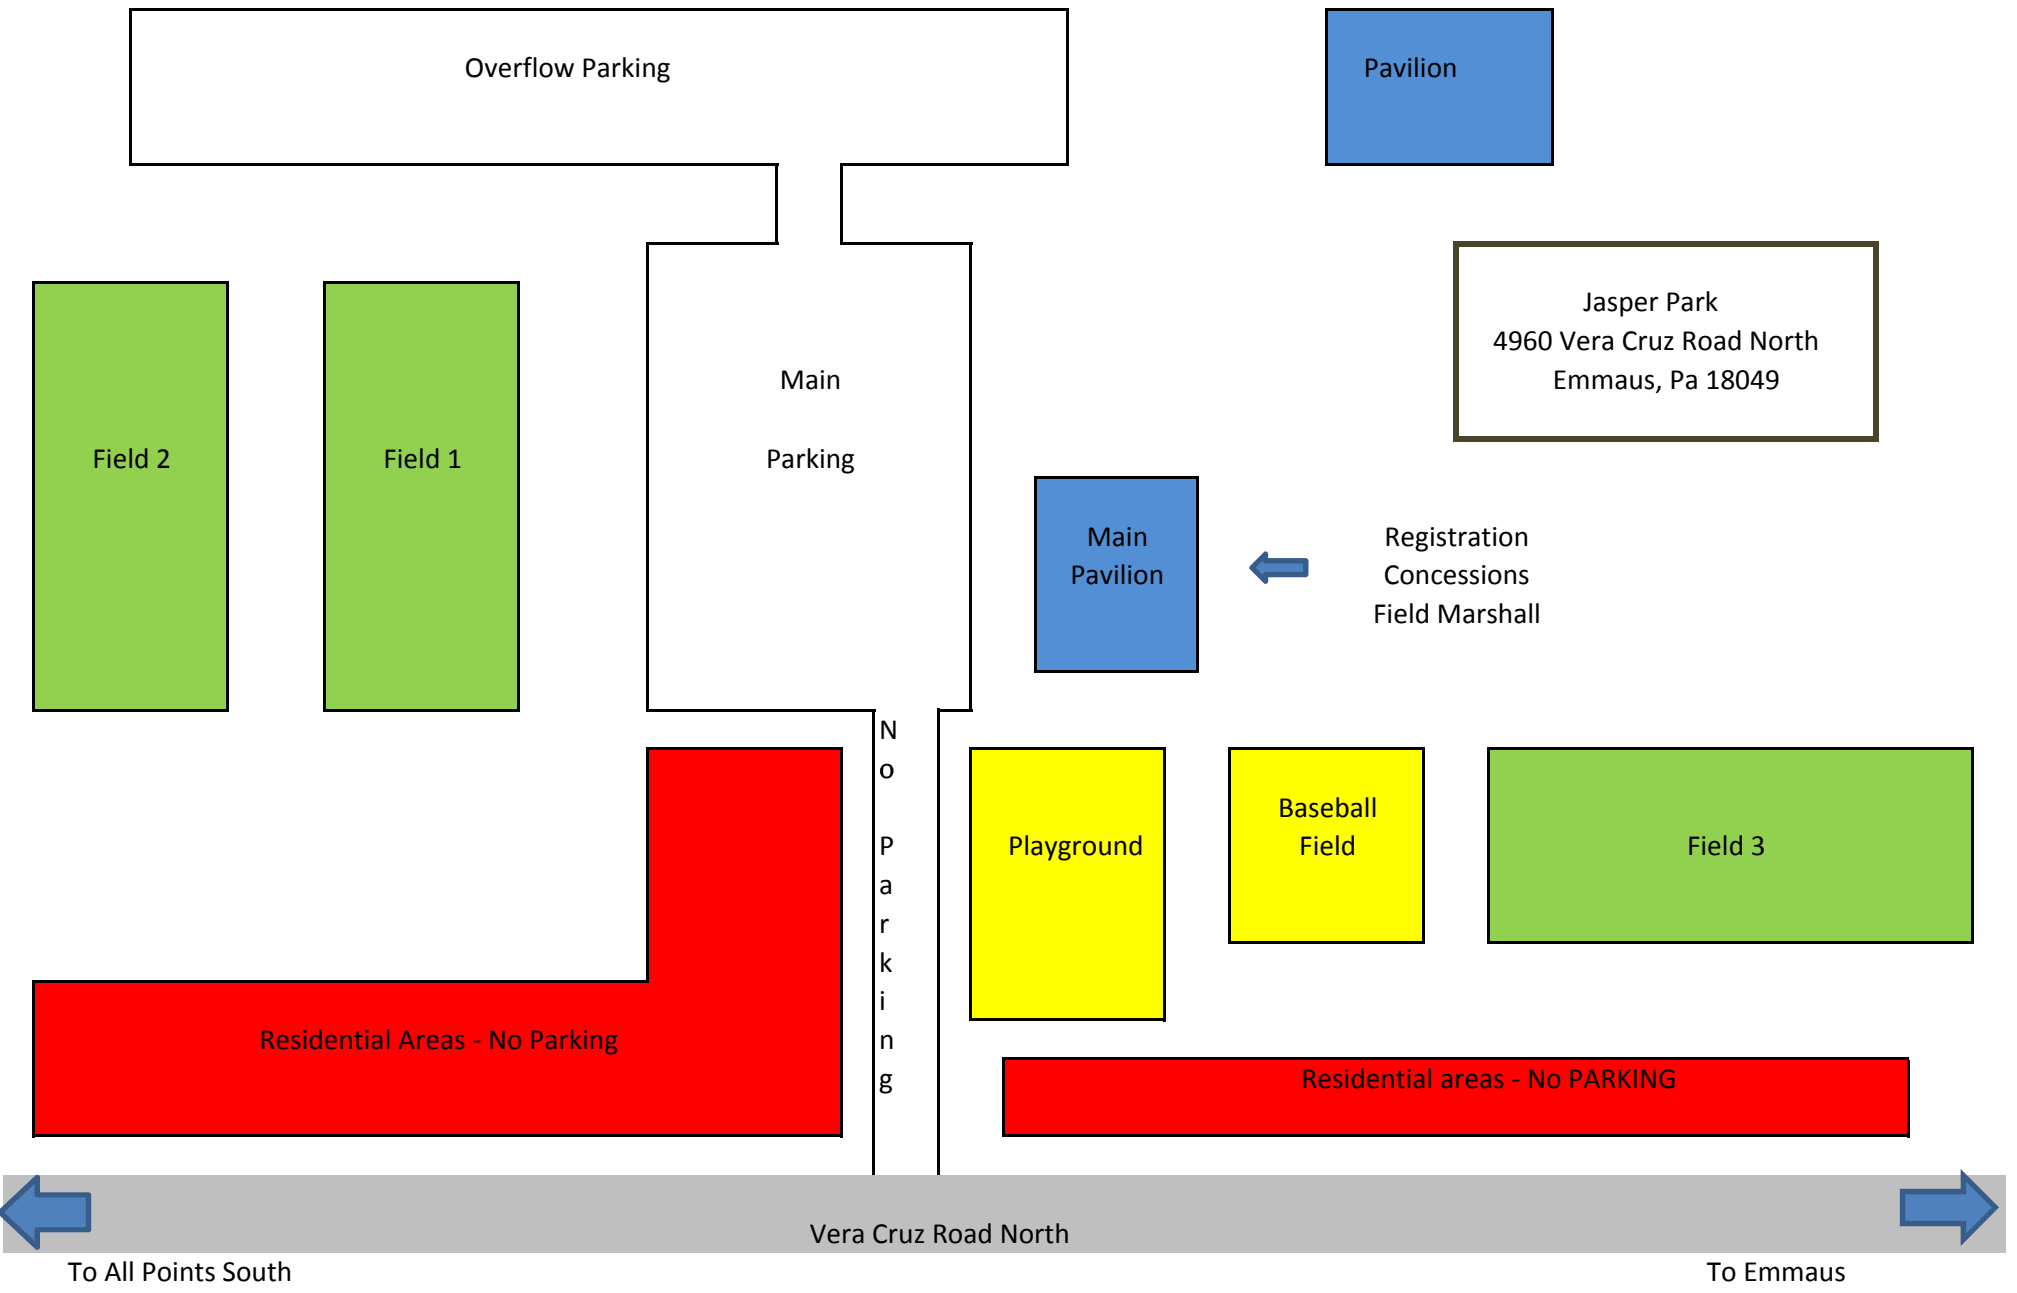 Overflow Parking
Pavilion
Jasper Park
4960 Vera Cruz Road North
Emmaus, Pa 18049
Main
Parking
Field 2
Field 1
Main
Pavilion
Registration
Concessions
Field Marshall
No Parking
Playground
Baseball
Field
Field 3
Residential Areas - No Parking
Residential areas - No PARKING
Vera Cruz Road North
To All Points South
To Emmaus